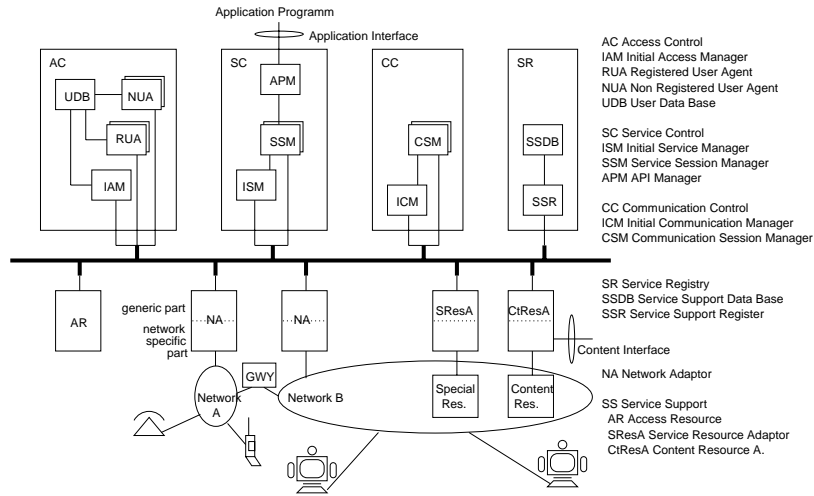 Application Programm
Application Interface
AC
UDB
NUA
RUA
IAM
SC
APM
SSM
ISM
CC
CSM
ICM
SR
SSDB
SSR
AC Access Control
IAM Initial Access Manager
RUA Registered User Agent
NUA Non Registered User Agent
UDB User Data Base
SC Service Control
ISM Initial Service Manager
SSM Service Session Manager
APM API Manager
CC Communication Control
ICM Initial Communication Manager
CSM Communication Session Manager
AR
generic part
network
specific
part
NA
NA
SResA
CtResA
Content Interface
GWY
Network
A
Network B
Special
Res.
Content
Res.
SR Service Registry
SSDB Service Support Data Base
SSR Service Support Register
NA Network Adaptor
SS Service Support
AR Access Resource
SResA Service Resource Adaptor
CtResA Content Resource A.